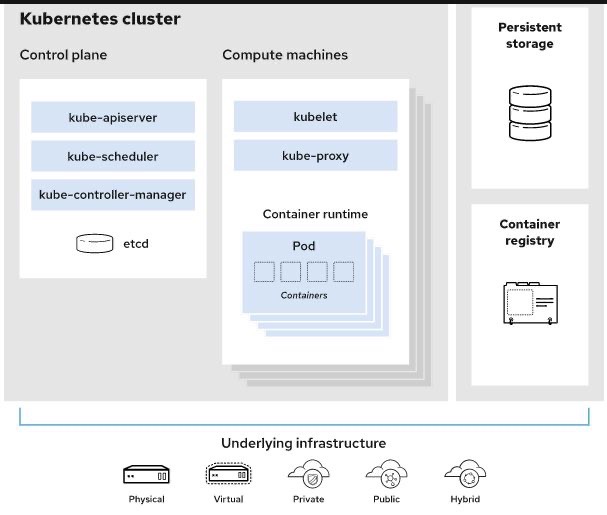 Kubernetes cluster
Control plane
kube-apiserver
kube-scheduler
kube-controller-manager
etcd
Compute machines
kubelet
kube-proxy
Container runtime
Pod
Containers
Persistent
storage
Container
registry
Underlying infrastructure
Physical
Virtual
Private
Public
Hybrid